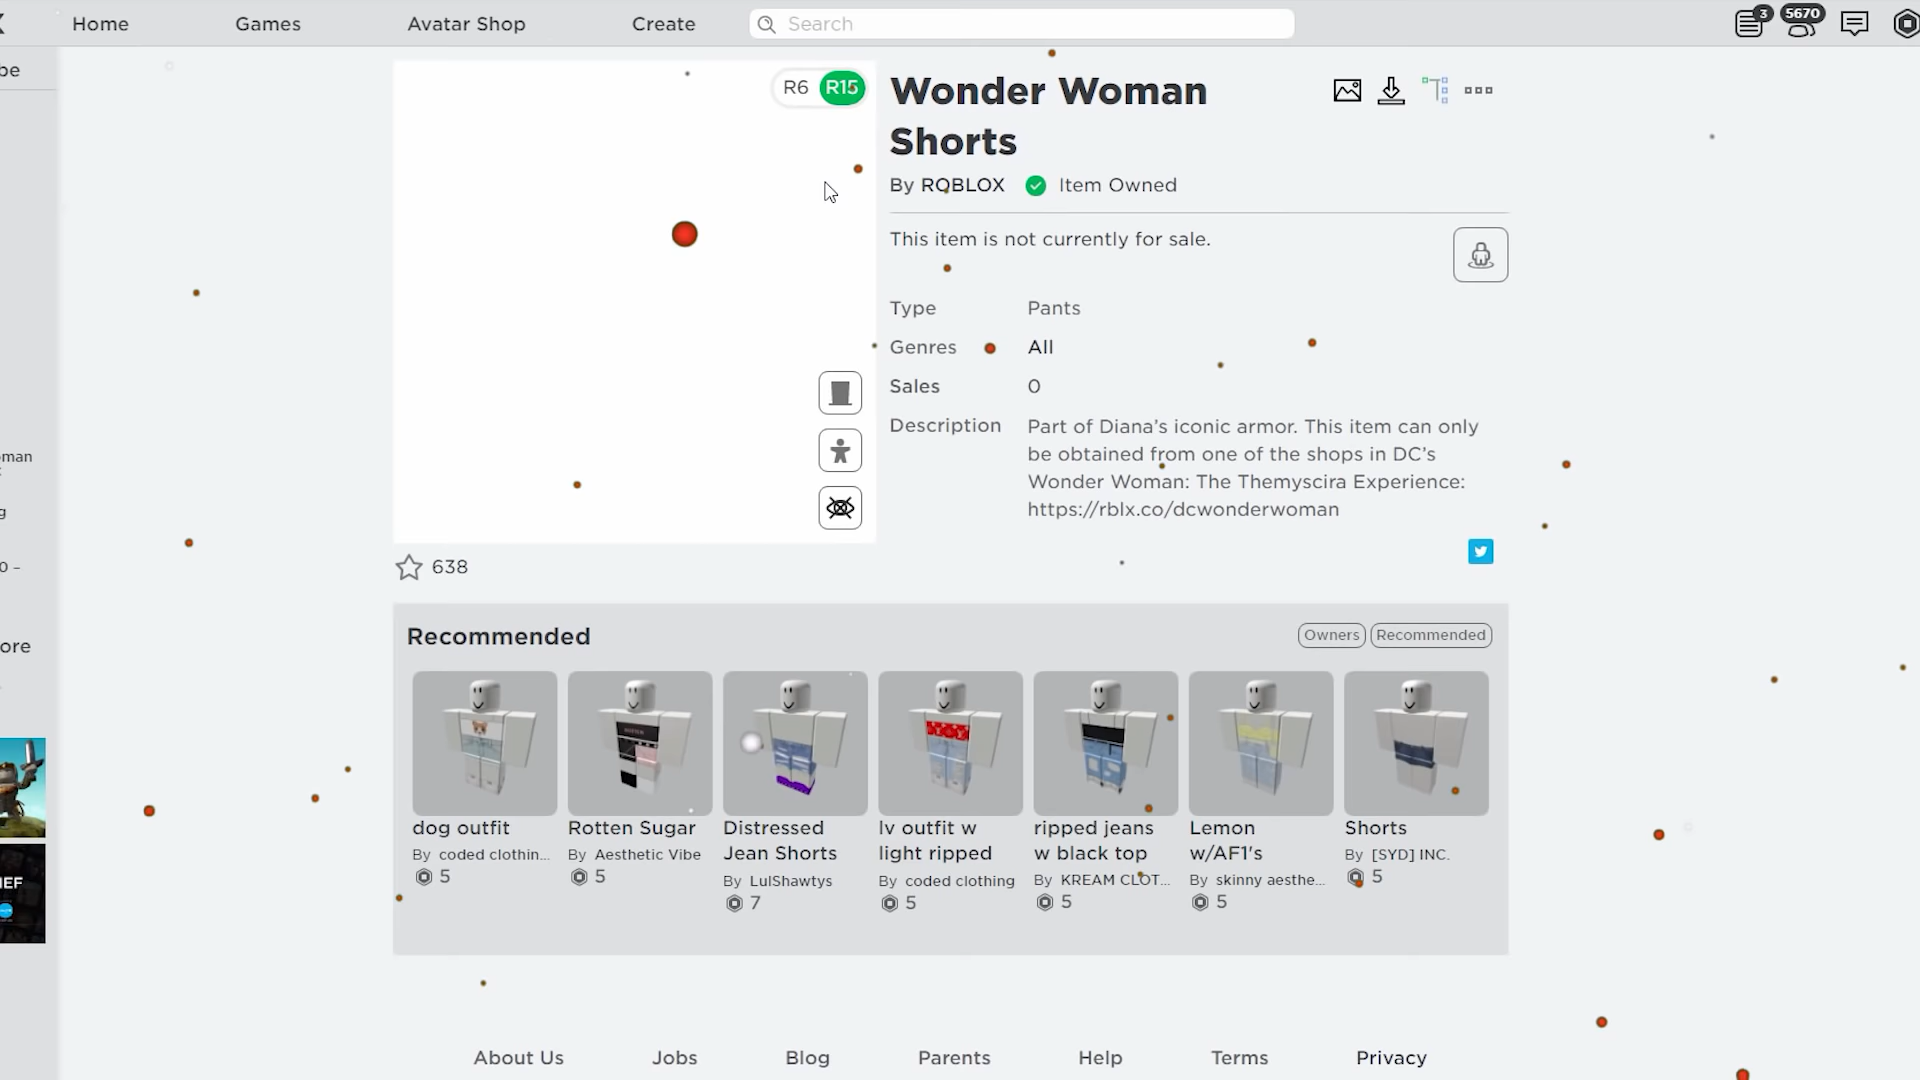 Home Games Avatar Shop Create Search 3 5670
be
R6 R15
Wonder Woman
Shorts
By ROBLOX Item Owned
This item is not currently for sale.
Type Pants
Genres All
Sales 0
Description Part of Diana's iconic armor. This item can only
be obtained from one of the shops in DC's
Wonder Woman: The Themyscira Experience:
https://rblx.co/dcwonderwoman
oman
g
0 –
ore
638
Recommended Owners Recommended
dog outfit
By coded clothin...
5
Rotten Sugar
By Aesthetic Vibe
5
Distressed
Jean Shorts
By LulShawtys
7
lv outfit w
light ripped
By coded clothing
5
ripped jeans
w black top
By KREAM CLOT...
5
Lemon
w/AF1's
By skinny aesthe...
5
Shorts
By [SYD] INC.
5
IEF
About Us Jobs Blog Parents Help Terms Privacy